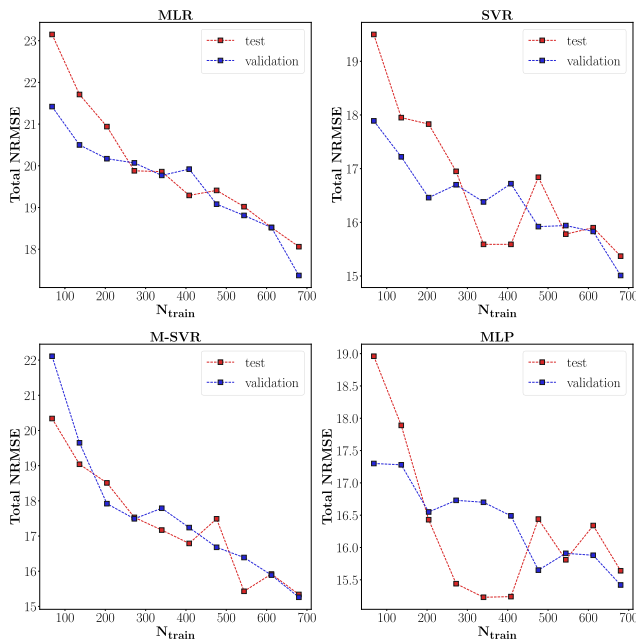 MLR
Total NRMSE
23
22
21
20
19
18
test
validation
100 200 300 400 500 600 700
N_train
SVR
Total NRMSE
19
18
17
16
15
test
validation
100 200 300 400 500 600 700
N_train
M-SVR
Total NRMSE
22
21
20
19
18
17
16
15
test
validation
100 200 300 400 500 600 700
N_train
MLP
Total NRMSE
19.0
18.5
18.0
17.5
17.0
16.5
16.0
15.5
test
validation
100 200 300 400 500 600 700
N_train